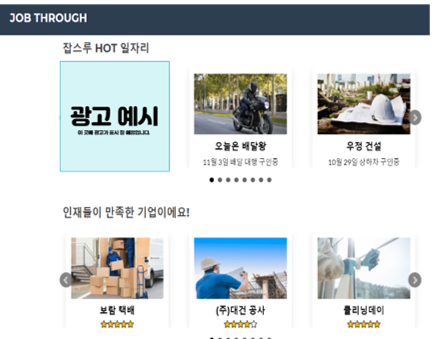 JOB THROUGH
잡스루 HOT 일자리
광고 예시
이 곳에 광고가 표시 될 예정입니다.
오늘은 배달왕
11월 3일 배달 대행 구인중
우정 건설
10월 29일 상하차 구인중
인재들이 만족한 기업이에요!
보람 택배
(주)대건 공사
클리닝데이